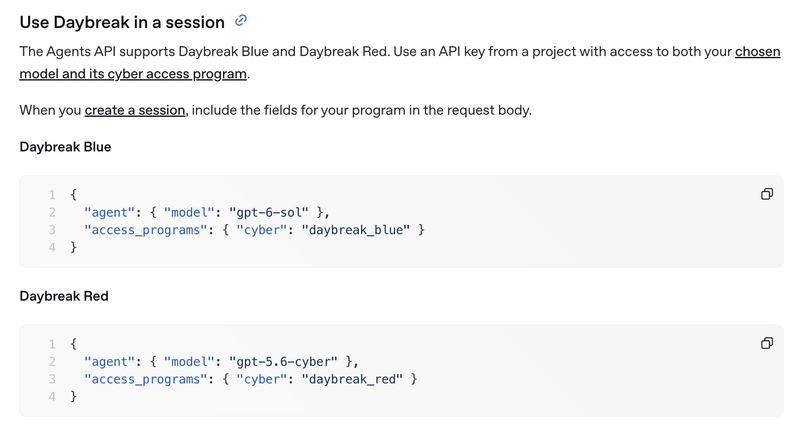 Use Daybreak in a session
The Agents API supports Daybreak Blue and Daybreak Red. Use an API key from a project with access to both your chosen
model and its cyber access program.
When you create a session, include the fields for your program in the request body.
Daybreak Blue
1 {
2 "agent": { "model": "gpt-6-sol" },
3 "access_programs": { "cyber": "daybreak_blue" }
4 }
Daybreak Red
1 {
2 "agent": { "model": "gpt-5.6-cyber" },
3 "access_programs": { "cyber": "daybreak_red" }
4 }